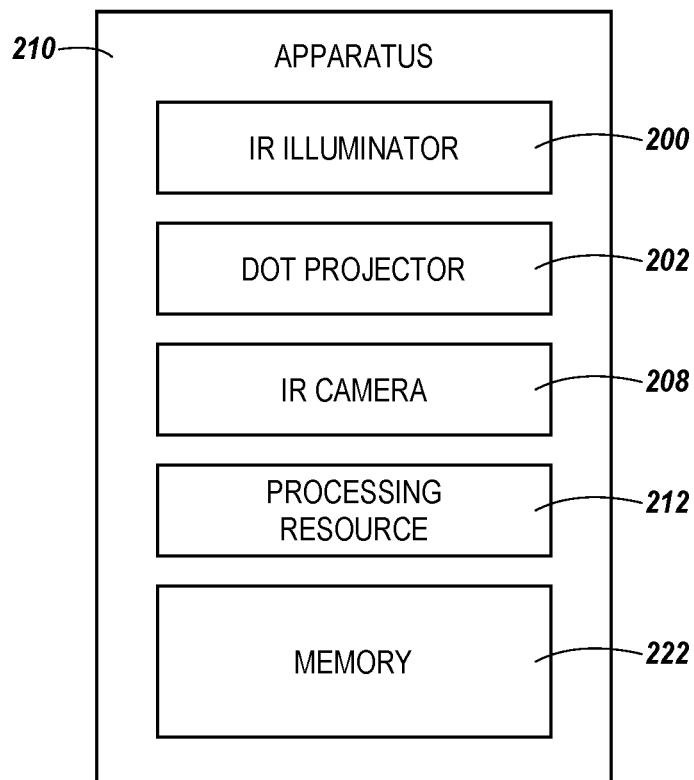 210
APPARATUS
IR ILLUMINATOR
200
DOT PROJECTOR
202
IR CAMERA
208
PROCESSING
RESOURCE
212
MEMORY
222